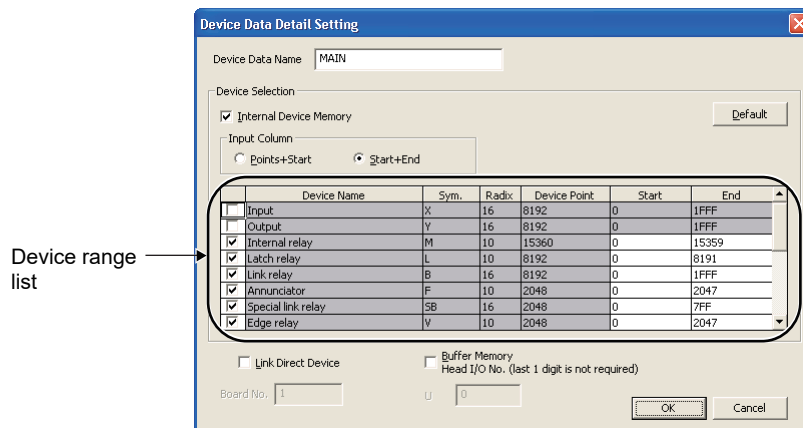 Device Data Detail Setting
Device Data Name MAIN
Device Selection
Internal Device Memory
Default
Input Column
Points+Start Start+End
Device Name Sym. Radix Device Point Start End
Input X 16 8192 0 1FFF
Output Y 16 8192 0 1FFF
Internal relay M 10 15360 0 15359
Latch relay L 10 8192 0 8191
Link relay B 16 8192 0 1FFF
Annunciator F 10 2048 0 2047
Special link relay SB 16 2048 0 7FF
Edge relay V 10 2048 0 2047
Device range
list
Link Direct Device
Buffer Memory
Head I/O No. (last 1 digit is not required)
Board No. 1
U 0
OK Cancel